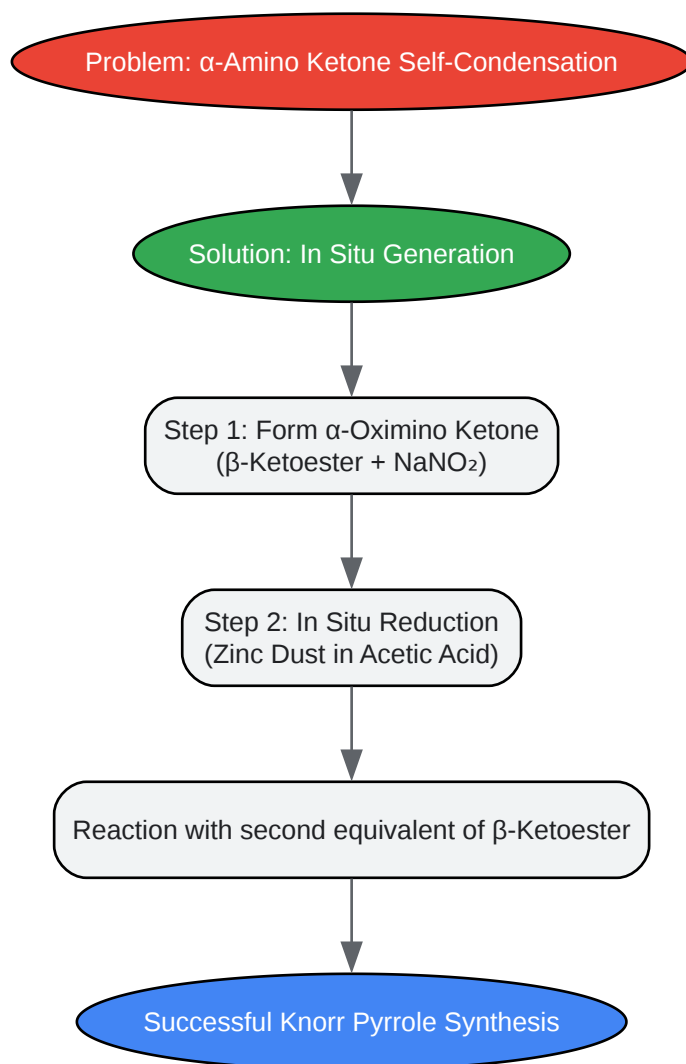 Problem: α-Amino Ketone Self-Condensation
Solution: In Situ Generation
Step 1: Form α-Oximino Ketone
(β-Ketoester + NaNO₂)
Step 2: In Situ Reduction
(Zinc Dust in Acetic Acid)
Reaction with second equivalent of β-Ketoester
Successful Knorr Pyrrole Synthesis